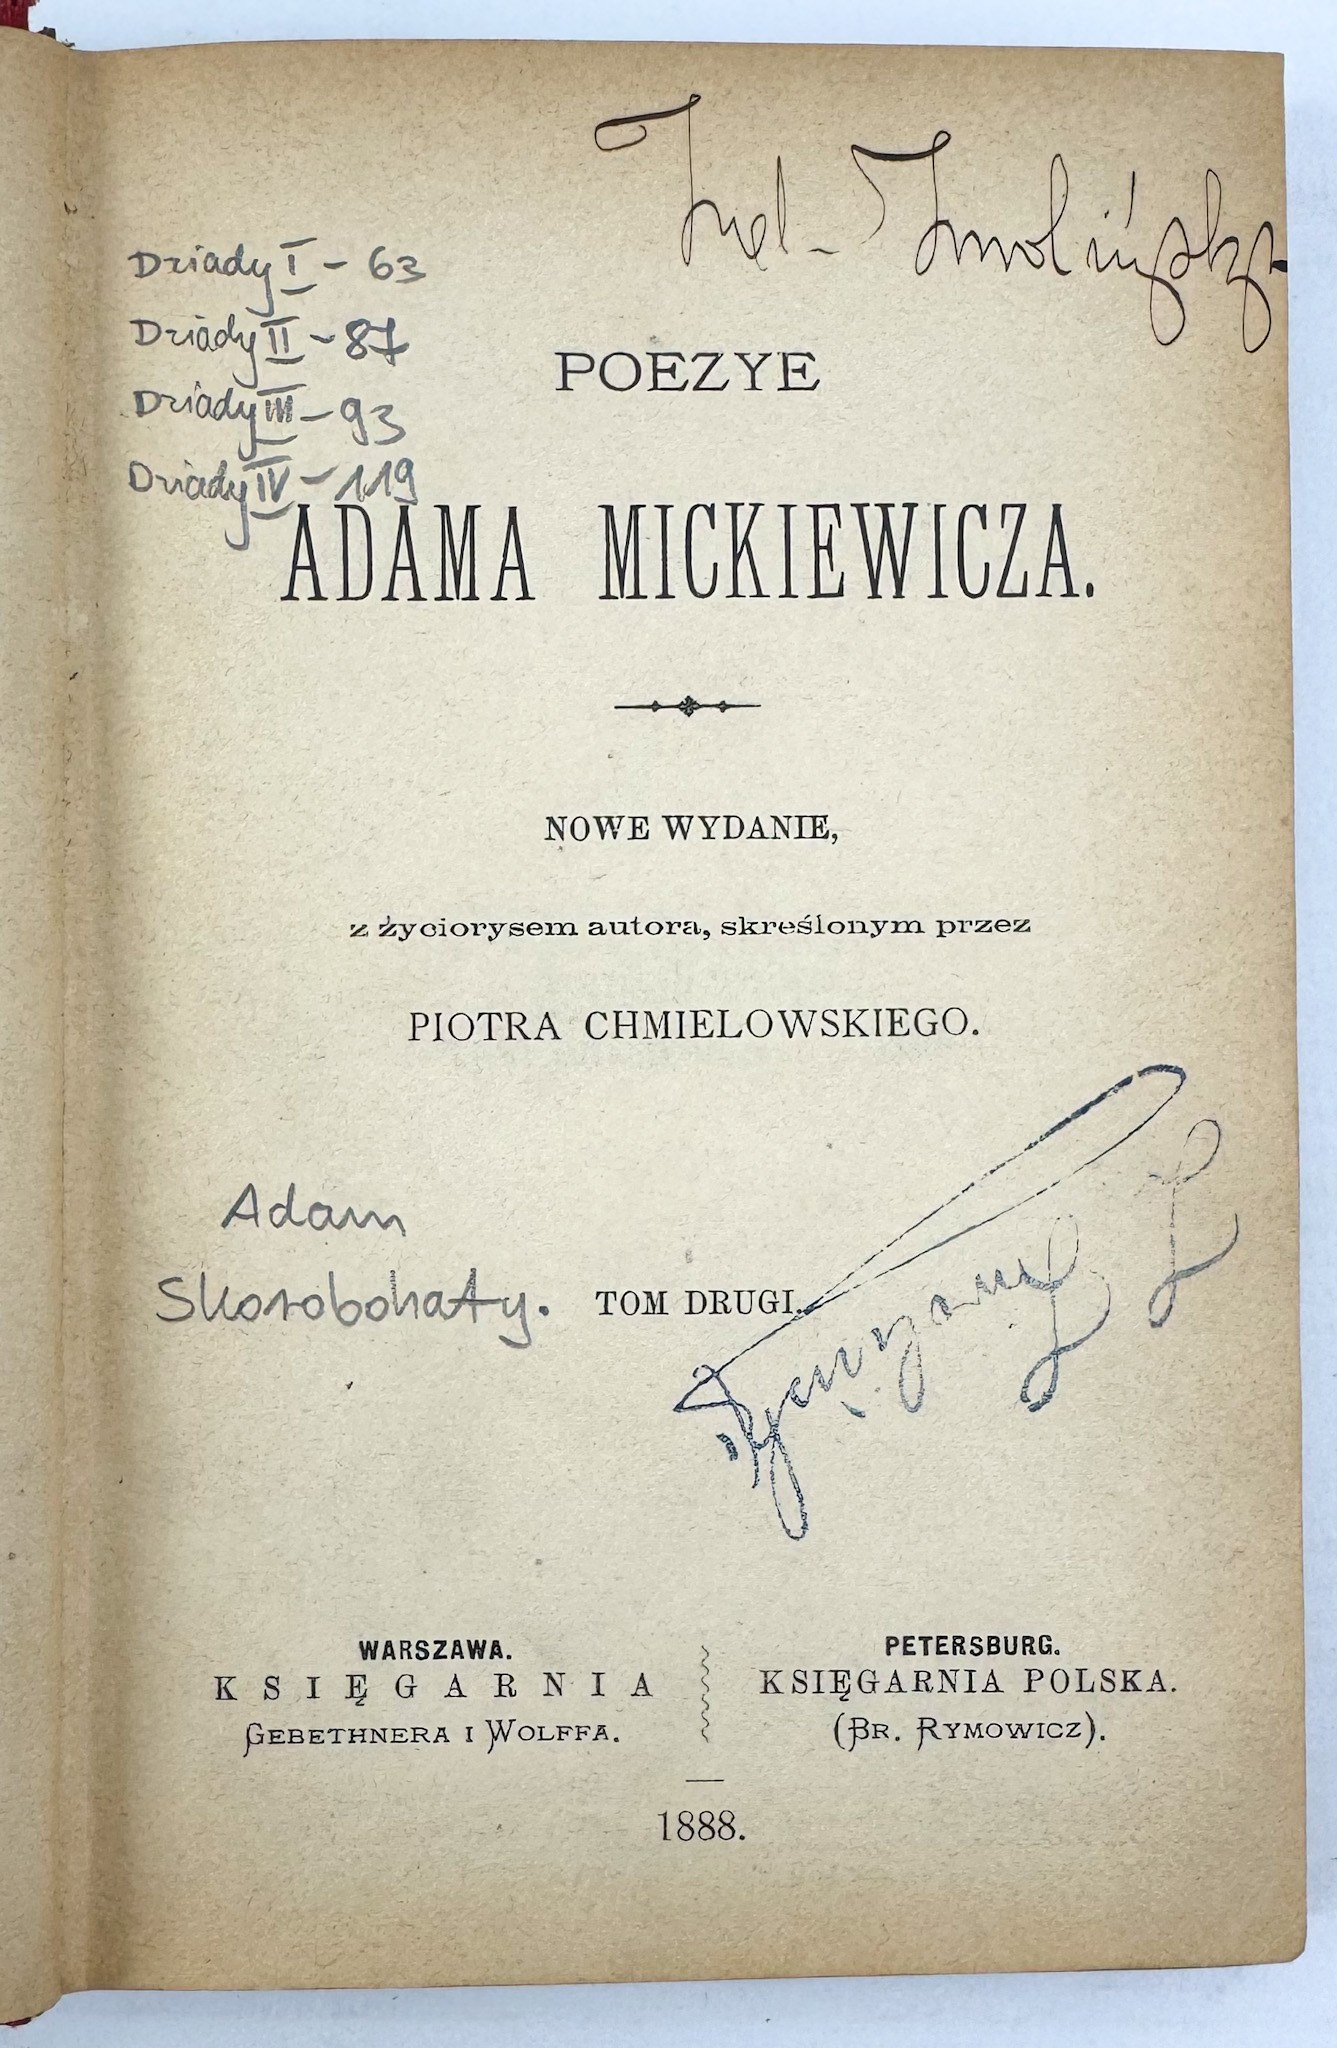 Smoliński
Dziady I - 63
Dziady II - 87
Dziady III - 93
Dziady IV - 119
POEZYE
ADAMA MICKIEWICZA.
NOWE WYDANIE,
z życiorysem autora, skreślonym przez
PIOTRA CHMIELOWSKIEGO.
Adam
Skorobohaty.
TOM DRUGI.
WARSZAWA.
KSIĘGARNIA
GEBETHNERA I WOLFFA.
PETERSBURG.
KSIĘGARNIA POLSKA.
(BR. RYMOWICZ).
1888.